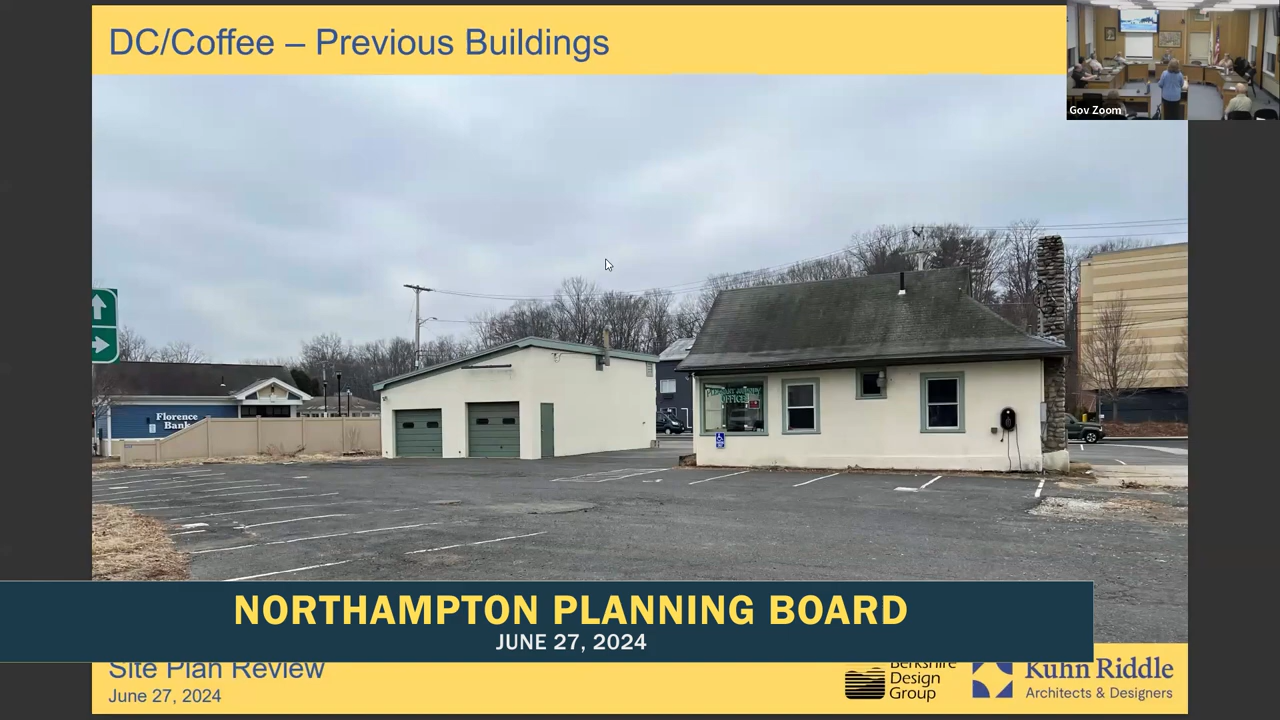 DC/Coffee – Previous Buildings
Gov Zoom
Florence
Bank
OFFICE
NORTHAMPTON PLANNING BOARD
JUNE 27, 2024
Site Plan Review
June 27, 2024
Berkshire
Design
Group
Kuhn Riddle
Architects & Designers